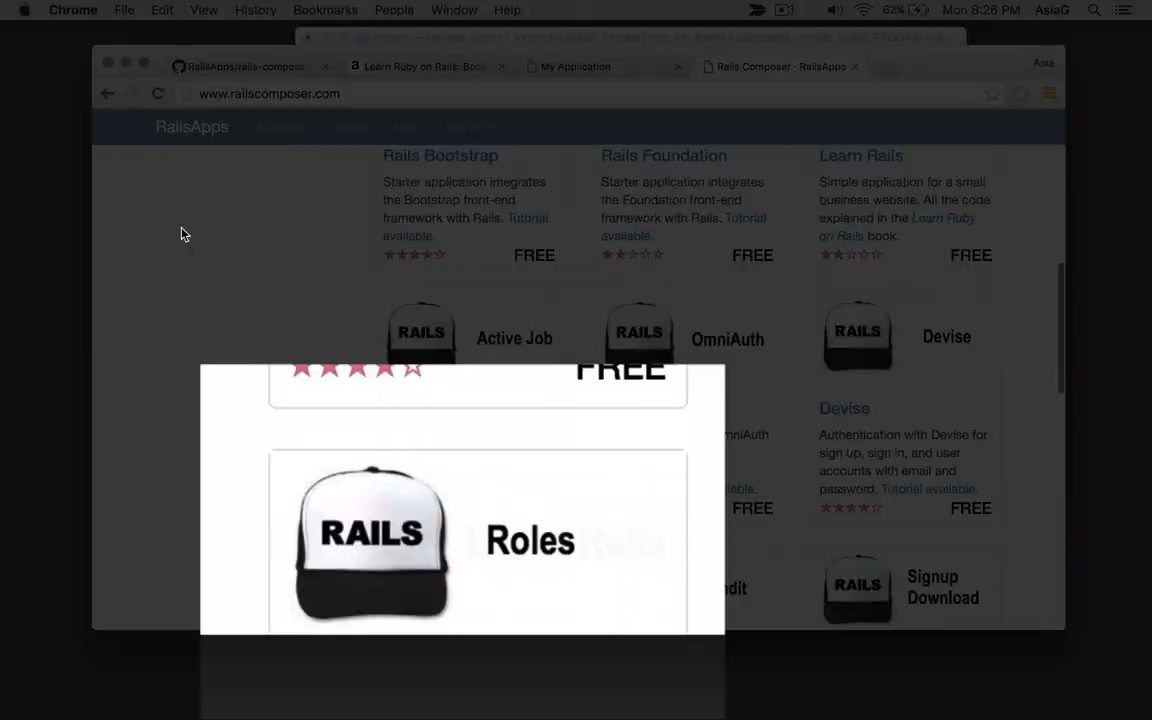 Chrome File Edit View History Bookmarks People Window Help
62% Mon 8:26 PM AsiaG
RailsApps/rails-compose
Learn Ruby on Rails: Boo
My Application
Rails Composer - RailsApps
Asia
www.railscomposer.com
RailsApps
Rails Bootstrap
Starter application integrates
the Bootstrap front-end
framework with Rails. Tutorial
available.
FREE
Rails Foundation
Starter application integrates
the Foundation front-end
framework with Rails. Tutorial
available.
FREE
Learn Rails
Simple application for a small
business website. All the code
explained in the Learn Ruby
on Rails book.
FREE
RAILS
Active Job
RAILS
OmniAuth
RAILS
Devise
FREE
RAILS
Roles
mniAuth
lable.
FREE
Devise
Authentication with Devise for
sign up, sign in, and user
accounts with email and
password. Tutorial available.
FREE
dit
RAILS
Signup
Download